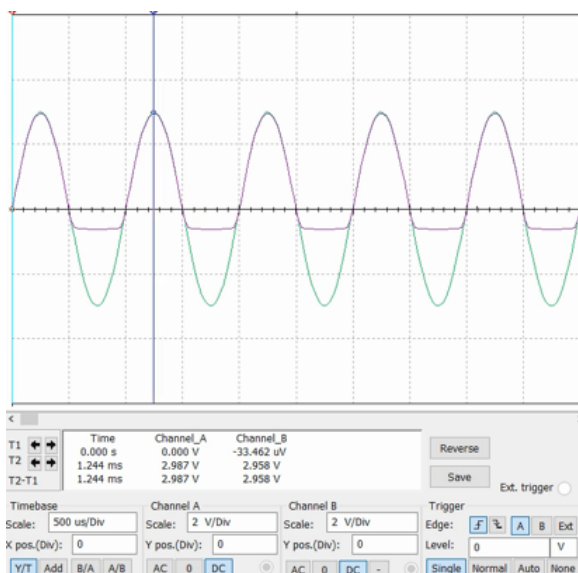 Time Channel_A Channel_B
T1 0.000 s 0.000 V -33.462 uV
T2 1.244 ms 2.987 V 2.958 V
T2-T1 1.244 ms 2.987 V 2.958 V
Reverse
Save
Ext. trigger
Timebase
Scale: 500 us/Div
X pos.(Div): 0
Y/T Add B/A A/B
Channel A
Scale: 2 V/Div
Y pos.(Div): 0
AC 0 DC
Channel B
Scale: 2 V/Div
Y pos.(Div): 0
AC 0 DC -
Trigger
Edge: A B Ext
Level: 0 V
Single Normal Auto None